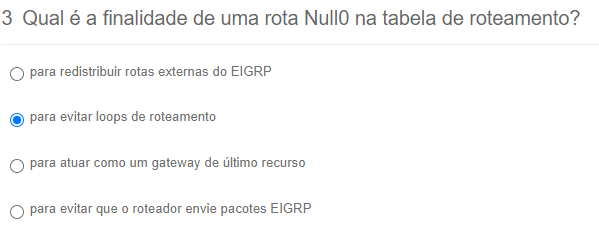 3 Qual é a finalidade de uma rota Null0 na tabela de roteamento?
para redistribuir rotas externas do EIGRP
para evitar loops de roteamento
para atuar como um gateway de último recurso
para evitar que o roteador envie pacotes EIGRP